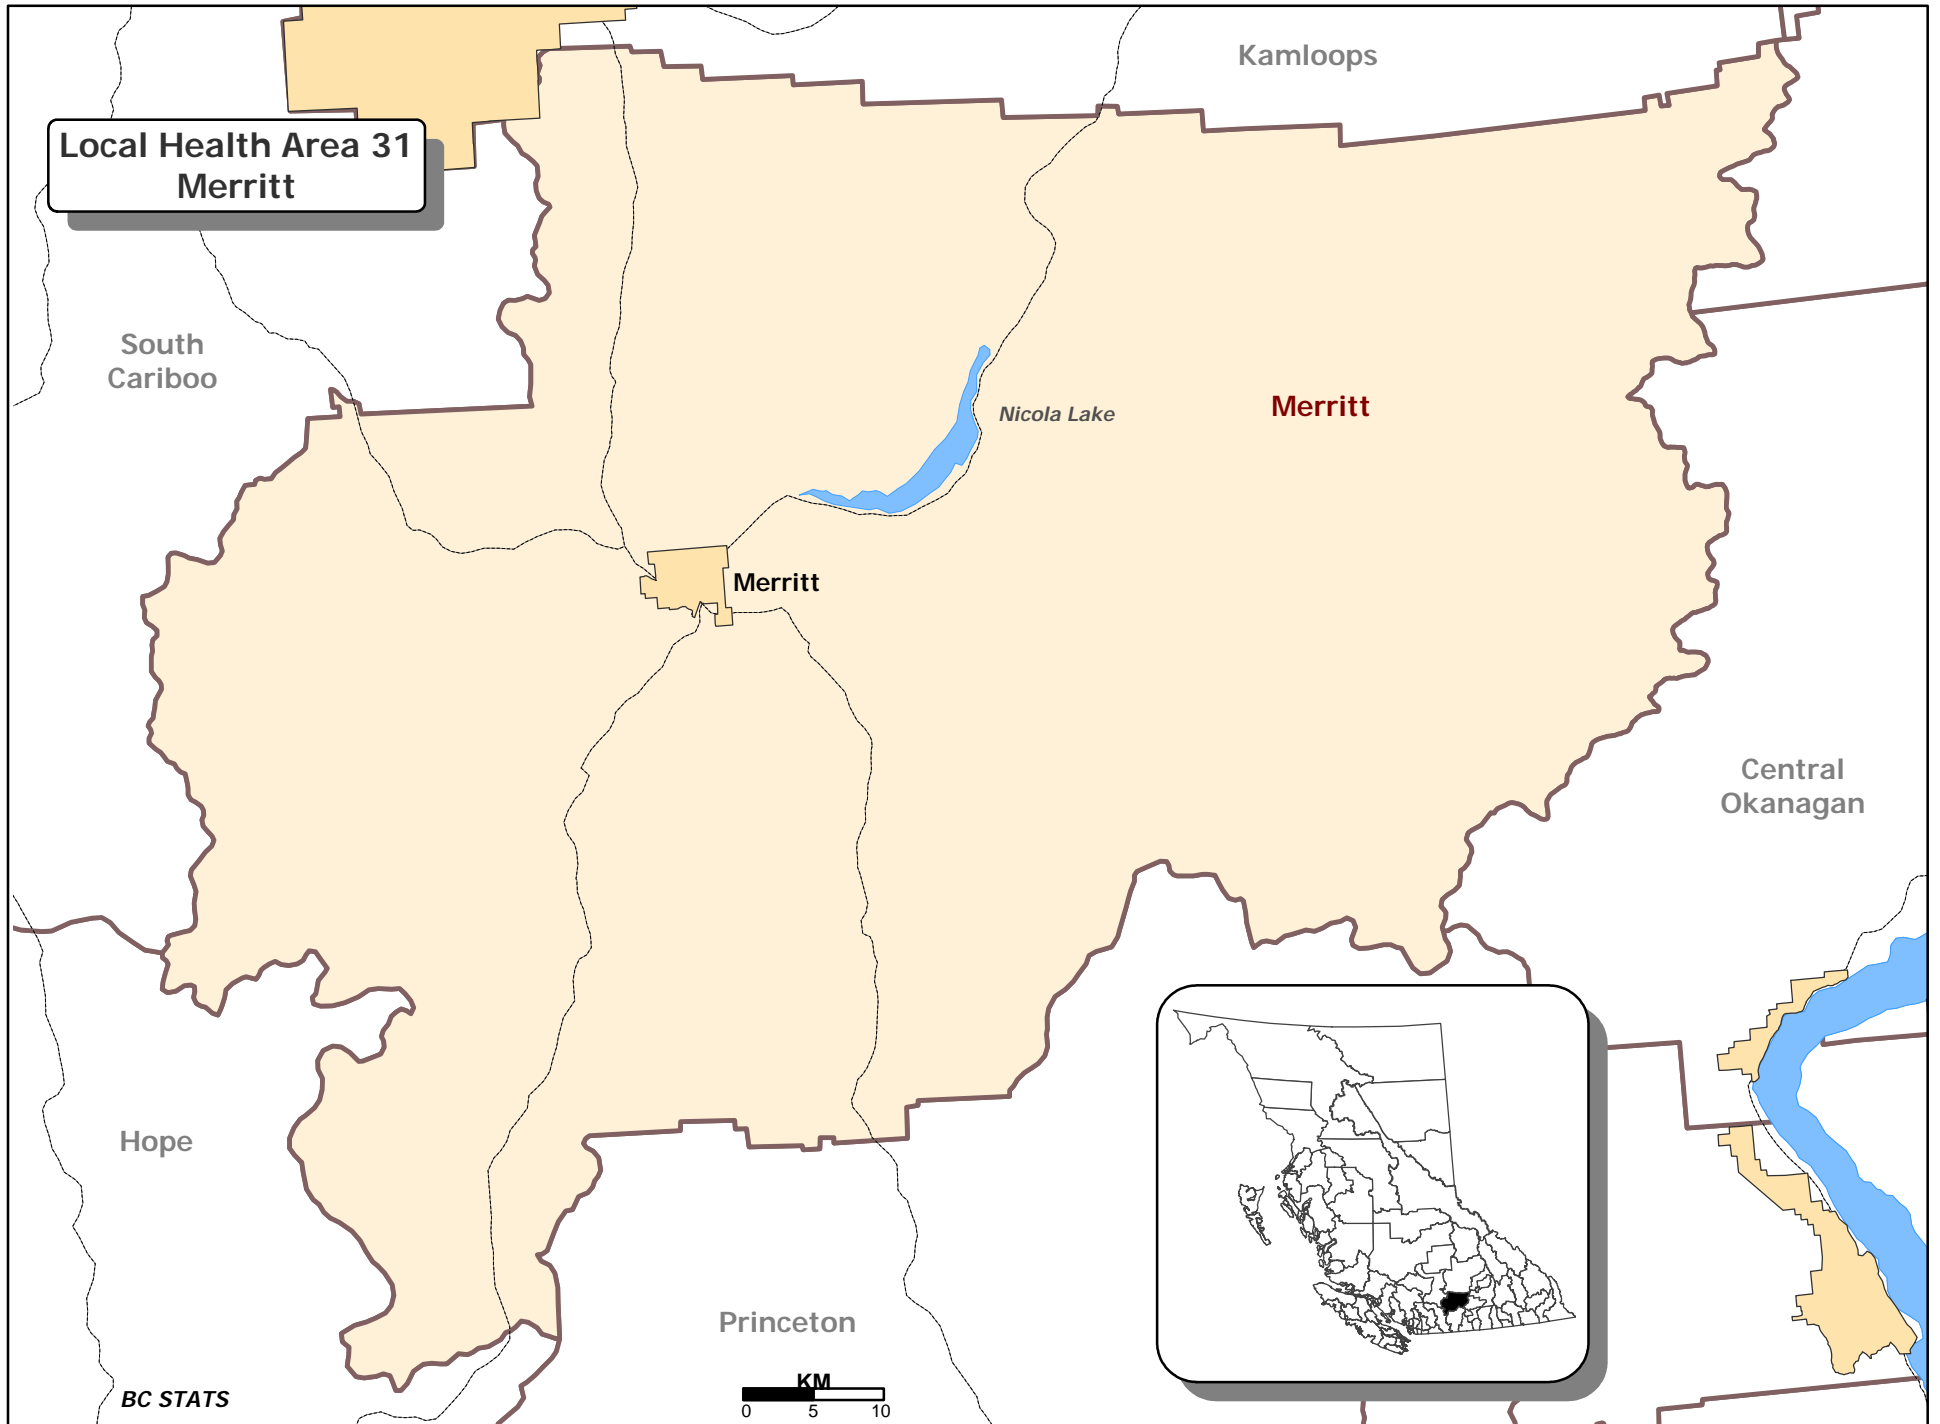 Kamloops
Local Health Area 31
Merritt
South
Cariboo
Nicola Lake
Merritt
Merritt
Central
Okanagan
Hope
Princeton
BC STATS
KM
0 5 10